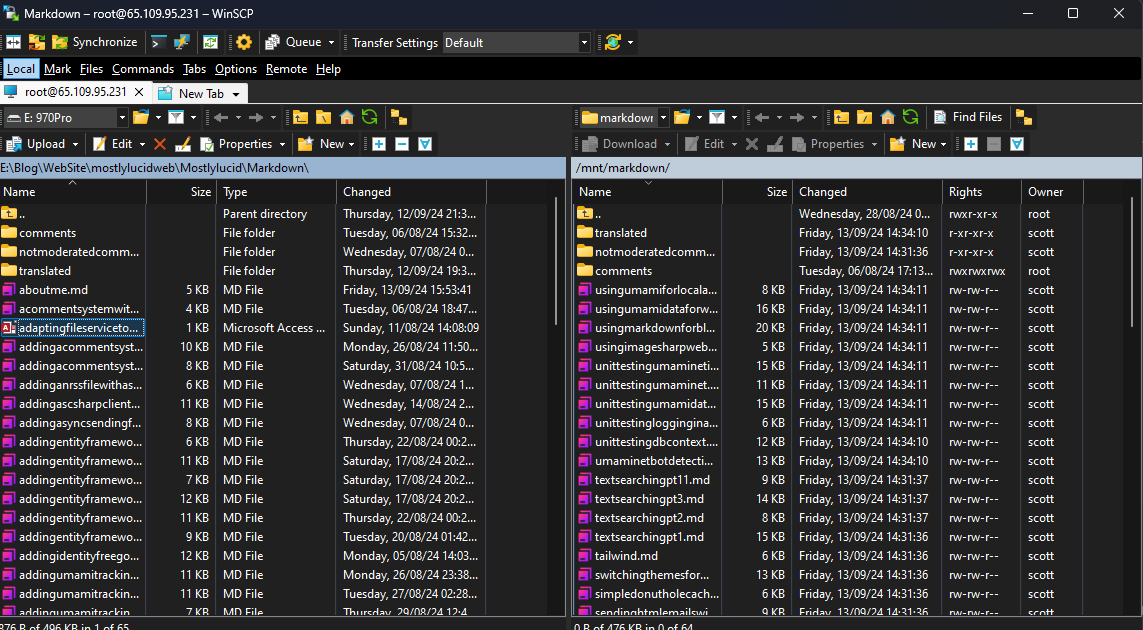 Markdown – root@65.109.95.231 – WinSCP
Synchronize Queue Transfer Settings Default
Local Mark Files Commands Tabs Options Remote Help
root@65.109.95.231 New Tab
E: 970Pro markdown Find Files
Upload Edit Properties New Download Edit Properties New
E:\Blog\WebSite\mostlylucidweb\Mostlylucid\Markdown\ /mnt/markdown/
Name Size Type Changed Name Size Changed Rights Owner
.. Parent directory Thursday, 12/09/24 21:3... .. Wednesday, 28/08/24 0... rwxr-xr-x root
comments File folder Tuesday, 06/08/24 15:32... translated Friday, 13/09/24 14:34:10 r-xr-xr-x scott
notmoderatedcomm... File folder Wednesday, 07/08/24 0... notmoderatedcomm... Friday, 13/09/24 14:31:36 r-xr-xr-x scott
translated File folder Thursday, 12/09/24 19:3... comments Tuesday, 06/08/24 17:13... rwxrwxrwx root
aboutme.md 5 KB MD File Friday, 13/09/24 15:53:41 usingumamiforlocala... 8 KB Friday, 13/09/24 14:34:11 rw-rw-r-- scott
acommentsystemwit... 4 KB MD File Tuesday, 06/08/24 18:47... usingumamidataforw... 16 KB Friday, 13/09/24 14:34:11 rw-rw-r-- scott
adaptingfileserviceto... 1 KB Microsoft Access ... Sunday, 11/08/24 14:08:09 usingmarkdownforbl... 20 KB Friday, 13/09/24 14:34:11 rw-rw-r-- scott
addingacommentsyst... 10 KB MD File Monday, 26/08/24 11:50... usingimagesharpweb... 5 KB Friday, 13/09/24 14:34:11 rw-rw-r-- scott
addingacommentsyst... 8 KB MD File Saturday, 31/08/24 10:5... unittestingumamineti... 15 KB Friday, 13/09/24 14:34:11 rw-rw-r-- scott
addinganrssfilewithas... 6 KB MD File Wednesday, 07/08/24 1... unittestingumaminet... 11 KB Friday, 13/09/24 14:34:11 rw-rw-r-- scott
addingascsharpclient... 11 KB MD File Wednesday, 14/08/24 2... unittestingumamidat... 15 KB Friday, 13/09/24 14:34:11 rw-rw-r-- scott
addingasyncsendingf... 8 KB MD File Wednesday, 07/08/24 0... unittestingloggingina... 6 KB Friday, 13/09/24 14:34:11 rw-rw-r-- scott
addingentityframewo... 6 KB MD File Thursday, 22/08/24 00:2... unittestingdbcontext... 12 KB Friday, 13/09/24 14:34:10 rw-rw-r-- scott
addingentityframewo... 11 KB MD File Saturday, 17/08/24 20:2... umaminetbotdetecti... 13 KB Friday, 13/09/24 14:34:10 rw-rw-r-- scott
addingentityframewo... 7 KB MD File Saturday, 17/08/24 20:2... textsearchingpt11.md 9 KB Friday, 13/09/24 14:31:37 rw-rw-r-- scott
addingentityframewo... 12 KB MD File Saturday, 17/08/24 20:2... textsearchingpt3.md 14 KB Friday, 13/09/24 14:31:37 rw-rw-r-- scott
addingentityframewo... 11 KB MD File Thursday, 22/08/24 00:2... textsearchingpt2.md 8 KB Friday, 13/09/24 14:31:37 rw-rw-r-- scott
addingentityframewo... 9 KB MD File Tuesday, 20/08/24 01:42... textsearchingpt1.md 15 KB Friday, 13/09/24 14:31:36 rw-rw-r-- scott
addingidentityfreego... 12 KB MD File Monday, 05/08/24 14:03... tailwind.md 6 KB Friday, 13/09/24 14:31:36 rw-rw-r-- scott
addingumamitrackin... 11 KB MD File Monday, 26/08/24 23:38... switchingthemesfor... 13 KB Friday, 13/09/24 14:31:36 rw-rw-r-- scott
addingumamitrackin... 11 KB MD File Tuesday, 27/08/24 02:28... simpledonutholecach... 6 KB Friday, 13/09/24 14:31:36 rw-rw-r-- scott
addingumamitrackin... 7 KB MD File Thursday, 29/08/24 12:4... sendinghtmlemailswi... 9 KB Friday, 13/09/24 14:31:36 rw-rw-r-- scott
876 B of 496 KB in 1 of 65 0 B of 476 KB in 0 of 64